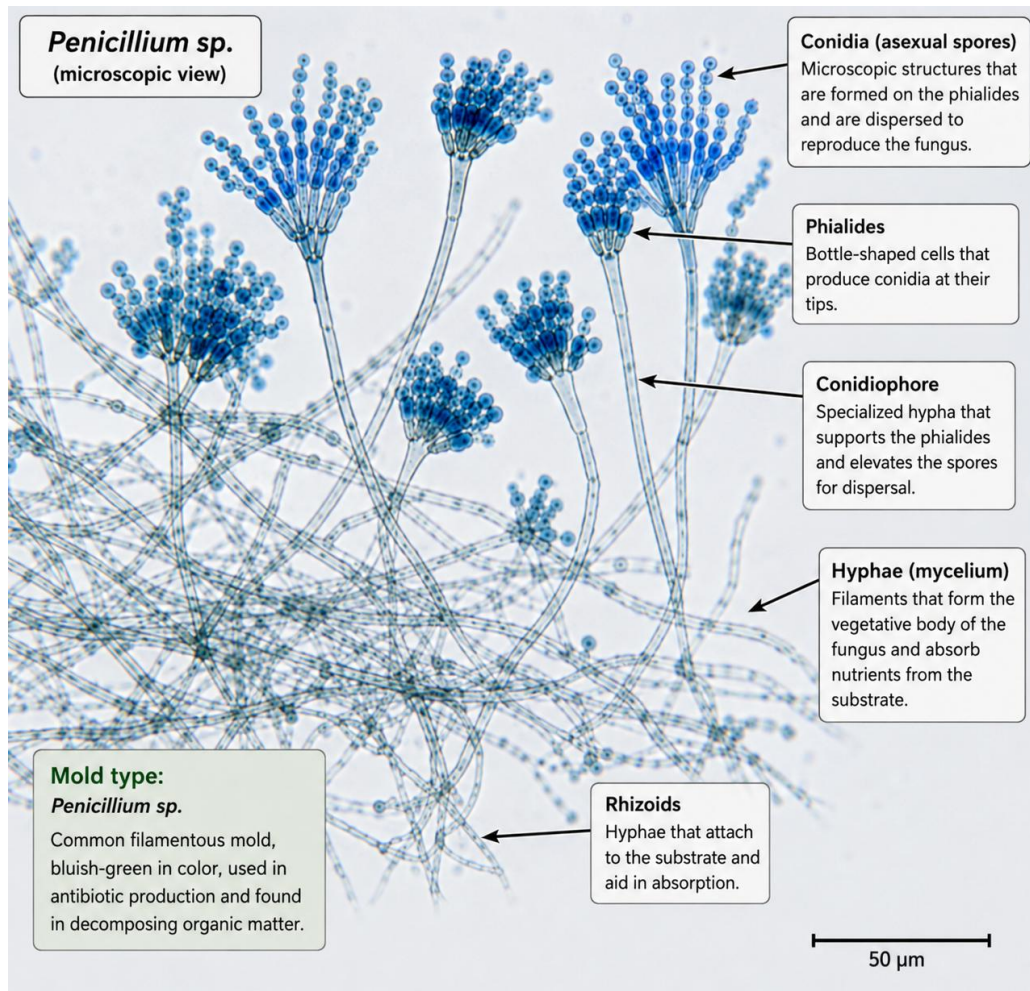 Penicillium sp.
(microscopic view)
Conidia (asexual spores)
Microscopic structures that
are formed on the phialides
and are dispersed to
reproduce the fungus.
Phialides
Bottle-shaped cells that
produce conidia at their
tips.
Conidiophore
Specialized hypha that
supports the phialides
and elevates the spores
for dispersal.
Hyphae (mycelium)
Filaments that form the
vegetative body of the
fungus and absorb
nutrients from the
substrate.
Mold type:
Penicillium sp.
Common filamentous mold,
bluish-green in color, used in
antibiotic production and found
in decomposing organic matter.
Rhizoids
Hyphae that attach
to the substrate and
aid in absorption.
50 µm